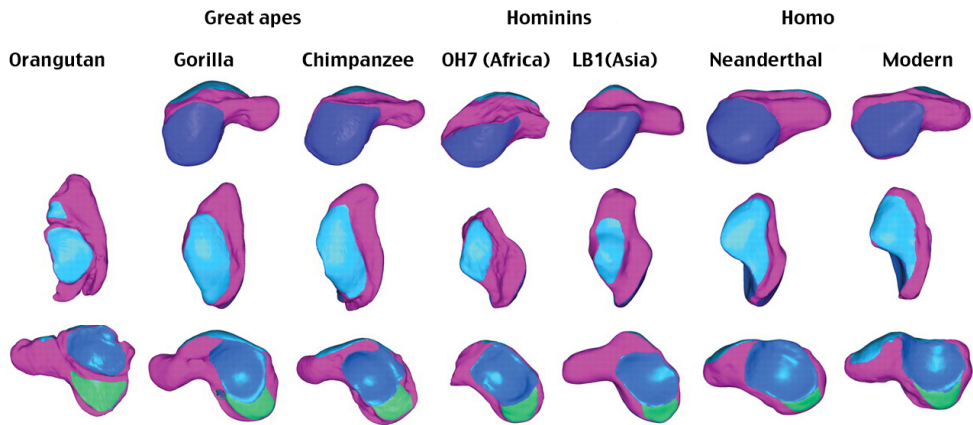 Great apes Hominins Homo
Orangutan Gorilla Chimpanzee OH7 (Africa) LB1(Asia) Neanderthal Modern